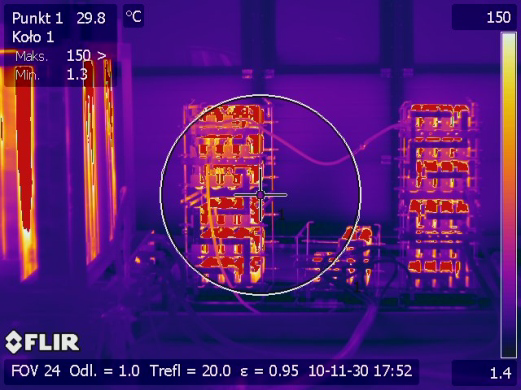 Punkt 1 29.8 °C
Koło 1
Maks. 150 >
Min. 1.3
150
FLIR
1.4
FOV 24 Odl. = 1.0 Trefl = 20.0 ε = 0.95 10-11-30 17:52